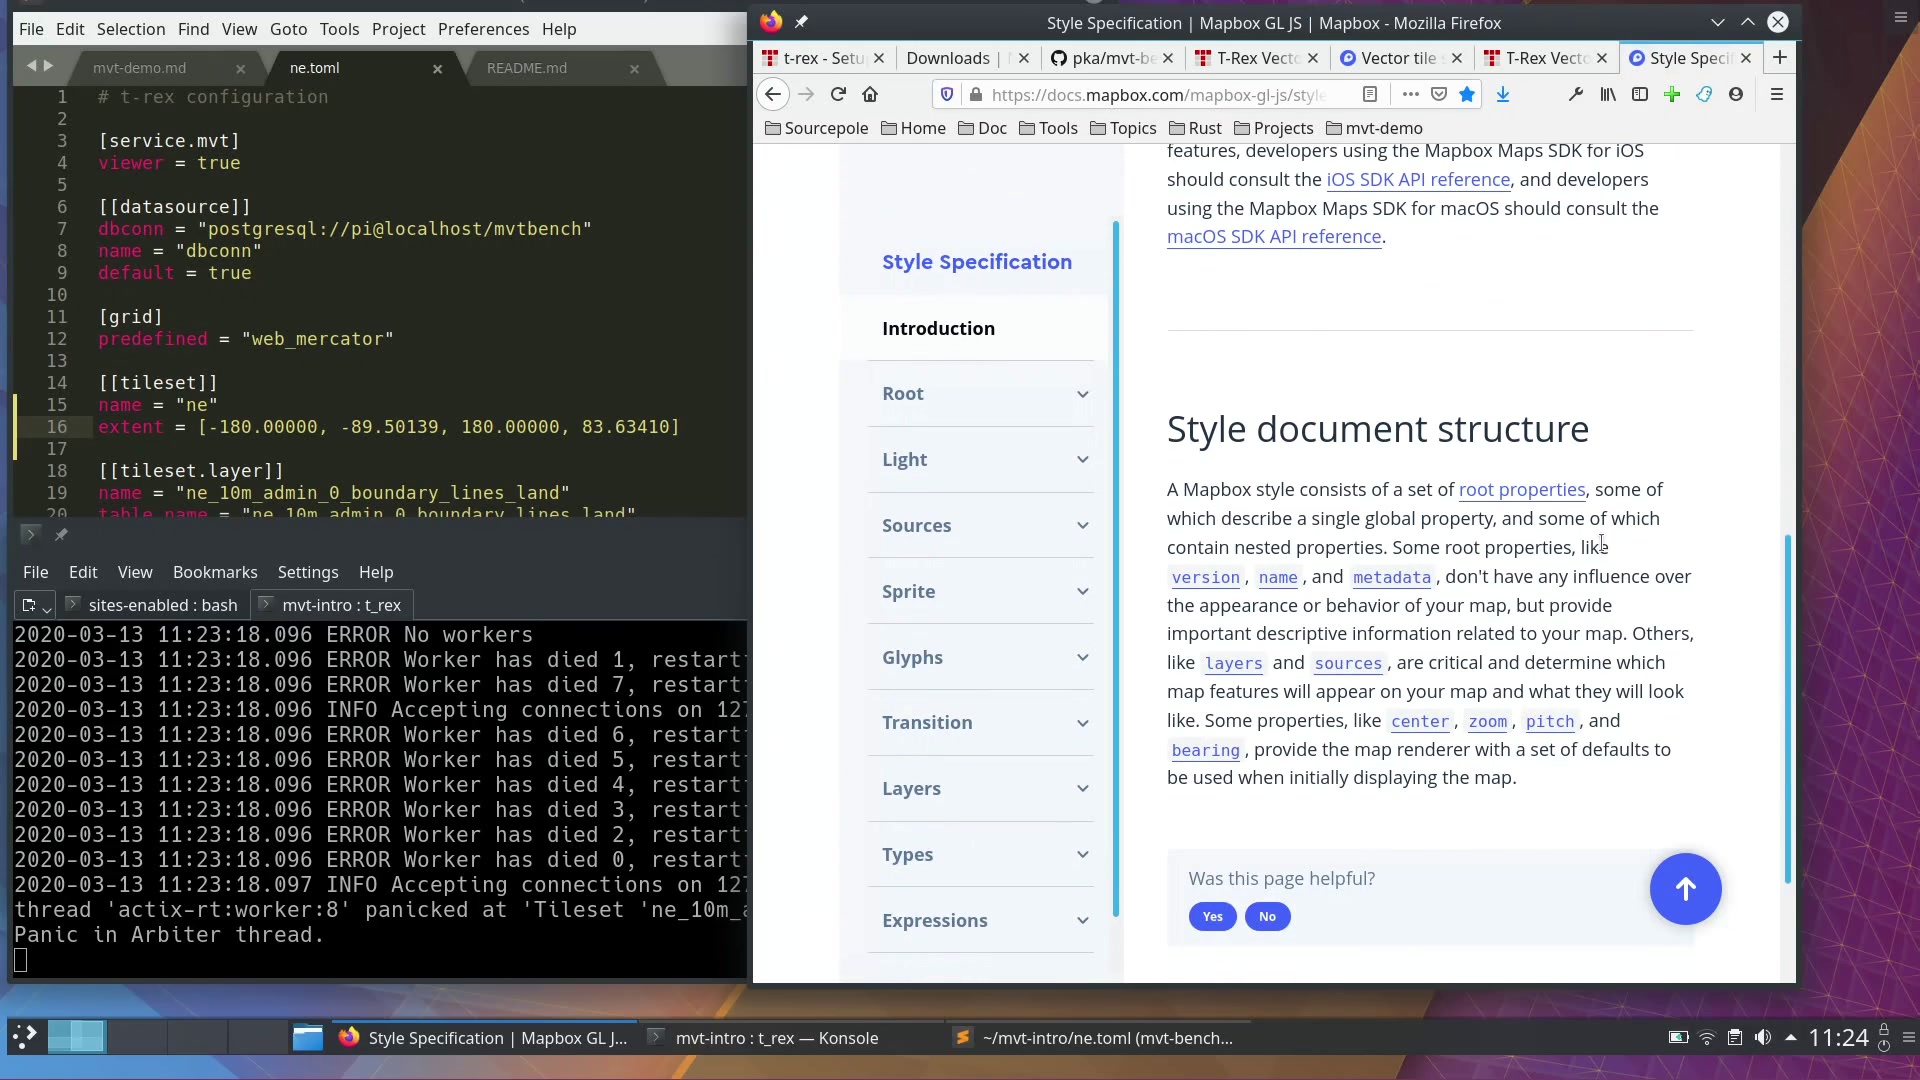 File Edit Selection Find View Goto Tools Project Preferences Help
mvt-demo.md
ne.toml
README.md
1 # t-rex configuration
2
3 [service.mvt]
4 viewer = true
5
6 [[datasource]]
7 dbconn = "postgresql://pi@localhost/mvtbench"
8 name = "dbconn"
9 default = true
10
11 [grid]
12 predefined = "web_mercator"
13
14 [[tileset]]
15 name = "ne"
16 extent = [-180.00000, -89.50139, 180.00000, 83.63410]
17
18 [[tileset.layer]]
19 name = "ne_10m_admin_0_boundary_lines_land"
20 table_name = "ne_10m_admin_0_boundary_lines_land"
File Edit View Bookmarks Settings Help
sites-enabled : bash
mvt-intro : t_rex
2020-03-13 11:23:18.096 ERROR No workers
2020-03-13 11:23:18.096 ERROR Worker has died 1, restart
2020-03-13 11:23:18.096 ERROR Worker has died 7, restart
2020-03-13 11:23:18.096 INFO Accepting connections on 127
2020-03-13 11:23:18.096 ERROR Worker has died 6, restart
2020-03-13 11:23:18.096 ERROR Worker has died 5, restart
2020-03-13 11:23:18.096 ERROR Worker has died 4, restart
2020-03-13 11:23:18.096 ERROR Worker has died 3, restart
2020-03-13 11:23:18.096 ERROR Worker has died 2, restart
2020-03-13 11:23:18.096 ERROR Worker has died 0, restart
2020-03-13 11:23:18.097 INFO Accepting connections on 127
thread 'actix-rt:worker:8' panicked at 'Tileset 'ne_10m_a
Panic in Arbiter thread.
Style Specification | Mapbox GL JS | Mapbox - Mozilla Firefox
t-rex - Setu
Downloads |
pka/mvt-be
T-Rex Vecto
Vector tile
T-Rex Vecto
Style Specif
https://docs.mapbox.com/mapbox-gl-js/style
Sourcepole Home Doc Tools Topics Rust Projects mvt-demo
Style Specification
Introduction
Root
Light
Sources
Sprite
Glyphs
Transition
Layers
Types
Expressions
features, developers using the Mapbox Maps SDK for iOS
should consult the iOS SDK API reference, and developers
using the Mapbox Maps SDK for macOS should consult the
macOS SDK API reference.
Style document structure
A Mapbox style consists of a set of root properties, some of
which describe a single global property, and some of which
contain nested properties. Some root properties, like
version, name, and metadata, don't have any influence over
the appearance or behavior of your map, but provide
important descriptive information related to your map. Others,
like layers and sources, are critical and determine which
map features will appear on your map and what they will look
like. Some properties, like center, zoom, pitch, and
bearing, provide the map renderer with a set of defaults to
be used when initially displaying the map.
Was this page helpful?
Yes No
Style Specification | Mapbox GL J...
mvt-intro : t_rex — Konsole
~/mvt-intro/ne.toml (mvt-bench...
11:24